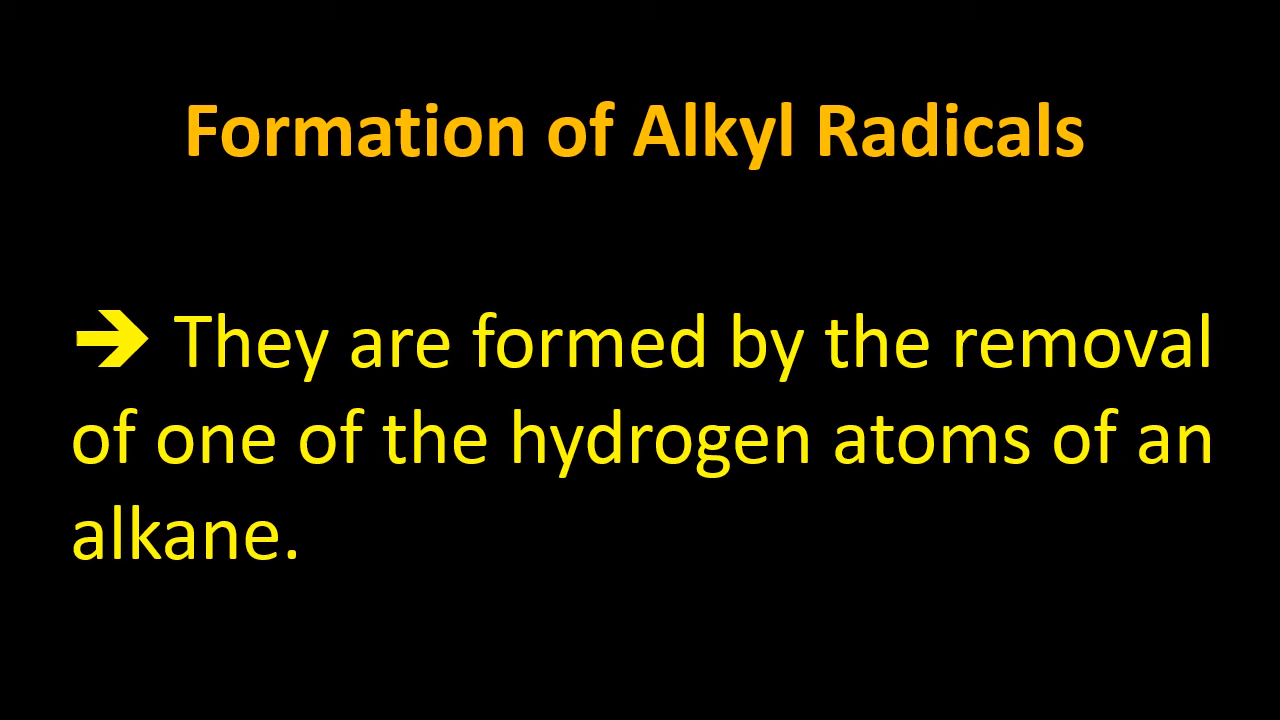 Formation of Alkyl Radicals
➔ They are formed by the removal
of one of the hydrogen atoms of an
alkane.